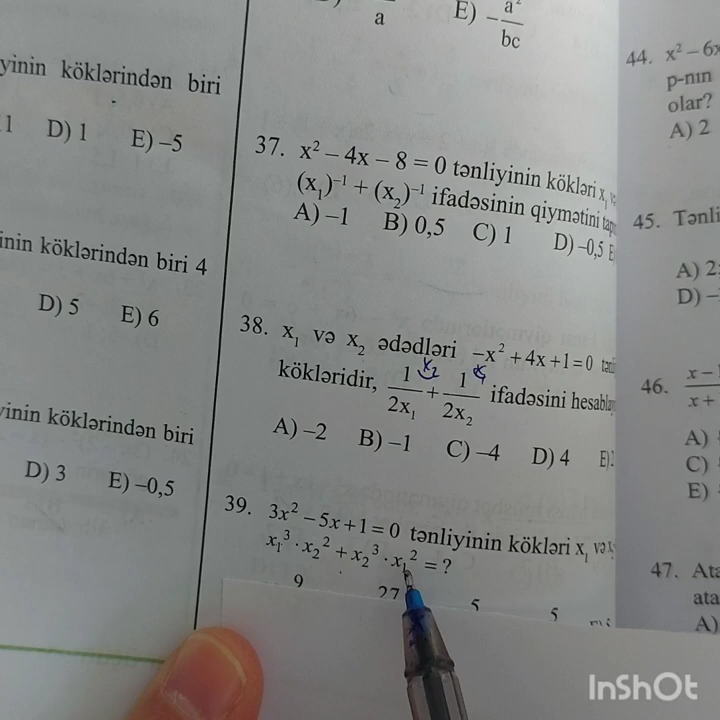 a
E) –a²/bc
yinin köklərindən biri
1 D) 1 E) –5
inin köklərindən biri 4
D) 5 E) 6
yinin köklərindən biri
D) 3 E) –0,5
37. x² – 4x – 8 = 0 tənliyinin kökləri x₁
(x₁)⁻¹ + (x₂)⁻¹ ifadəsinin qiymətini
A) –1 B) 0,5 C) 1 D) –0,5
38. x₁ və x₂ ədədləri –x² + 4x + 1 = 0
kökləridir, 1/2x₁ + 1/2x₂ ifadəsini
A) –2 B) –1 C) –4 D) 4
39. 3x² – 5x + 1 = 0 tənliyinin kökləri x₁ və
x₁³ · x₂² + x₂³ · x₁² = ?
9 27 5 5
44. x² – 6x
p-nın
olar?
A) 2
45. Tənli
A) 2
D) –
46. x –
x +
A)
C)
E)
47. Ata
ata
A)
InShOt